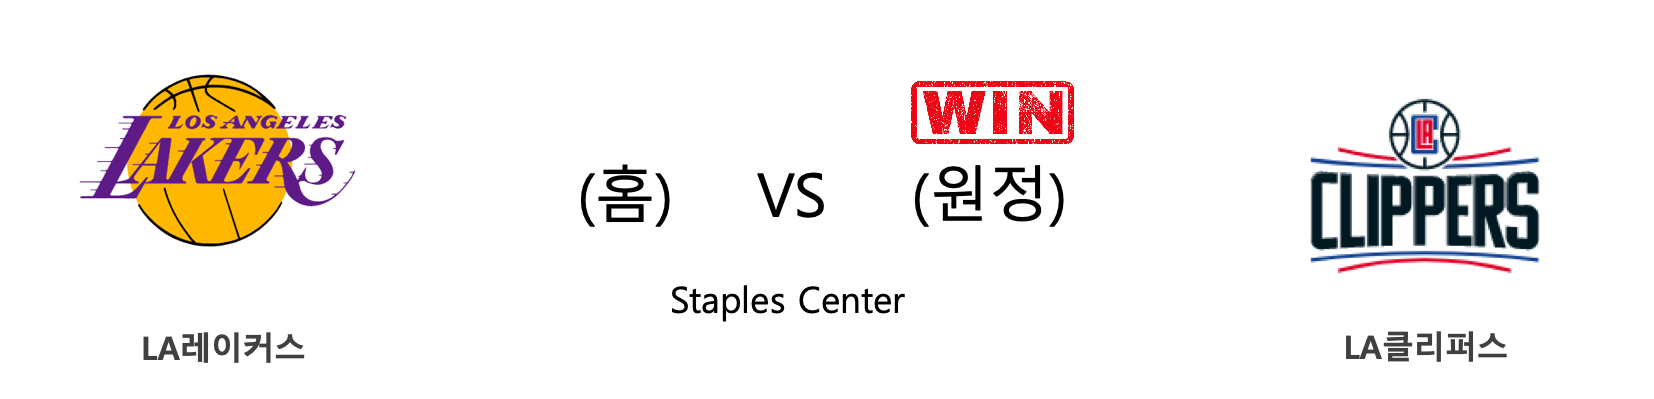 LOS ANGELES
LAKERS
LA레이커스
WIN
(홈) VS (원정)
Staples Center
LA
CLIPPERS
LA클리퍼스